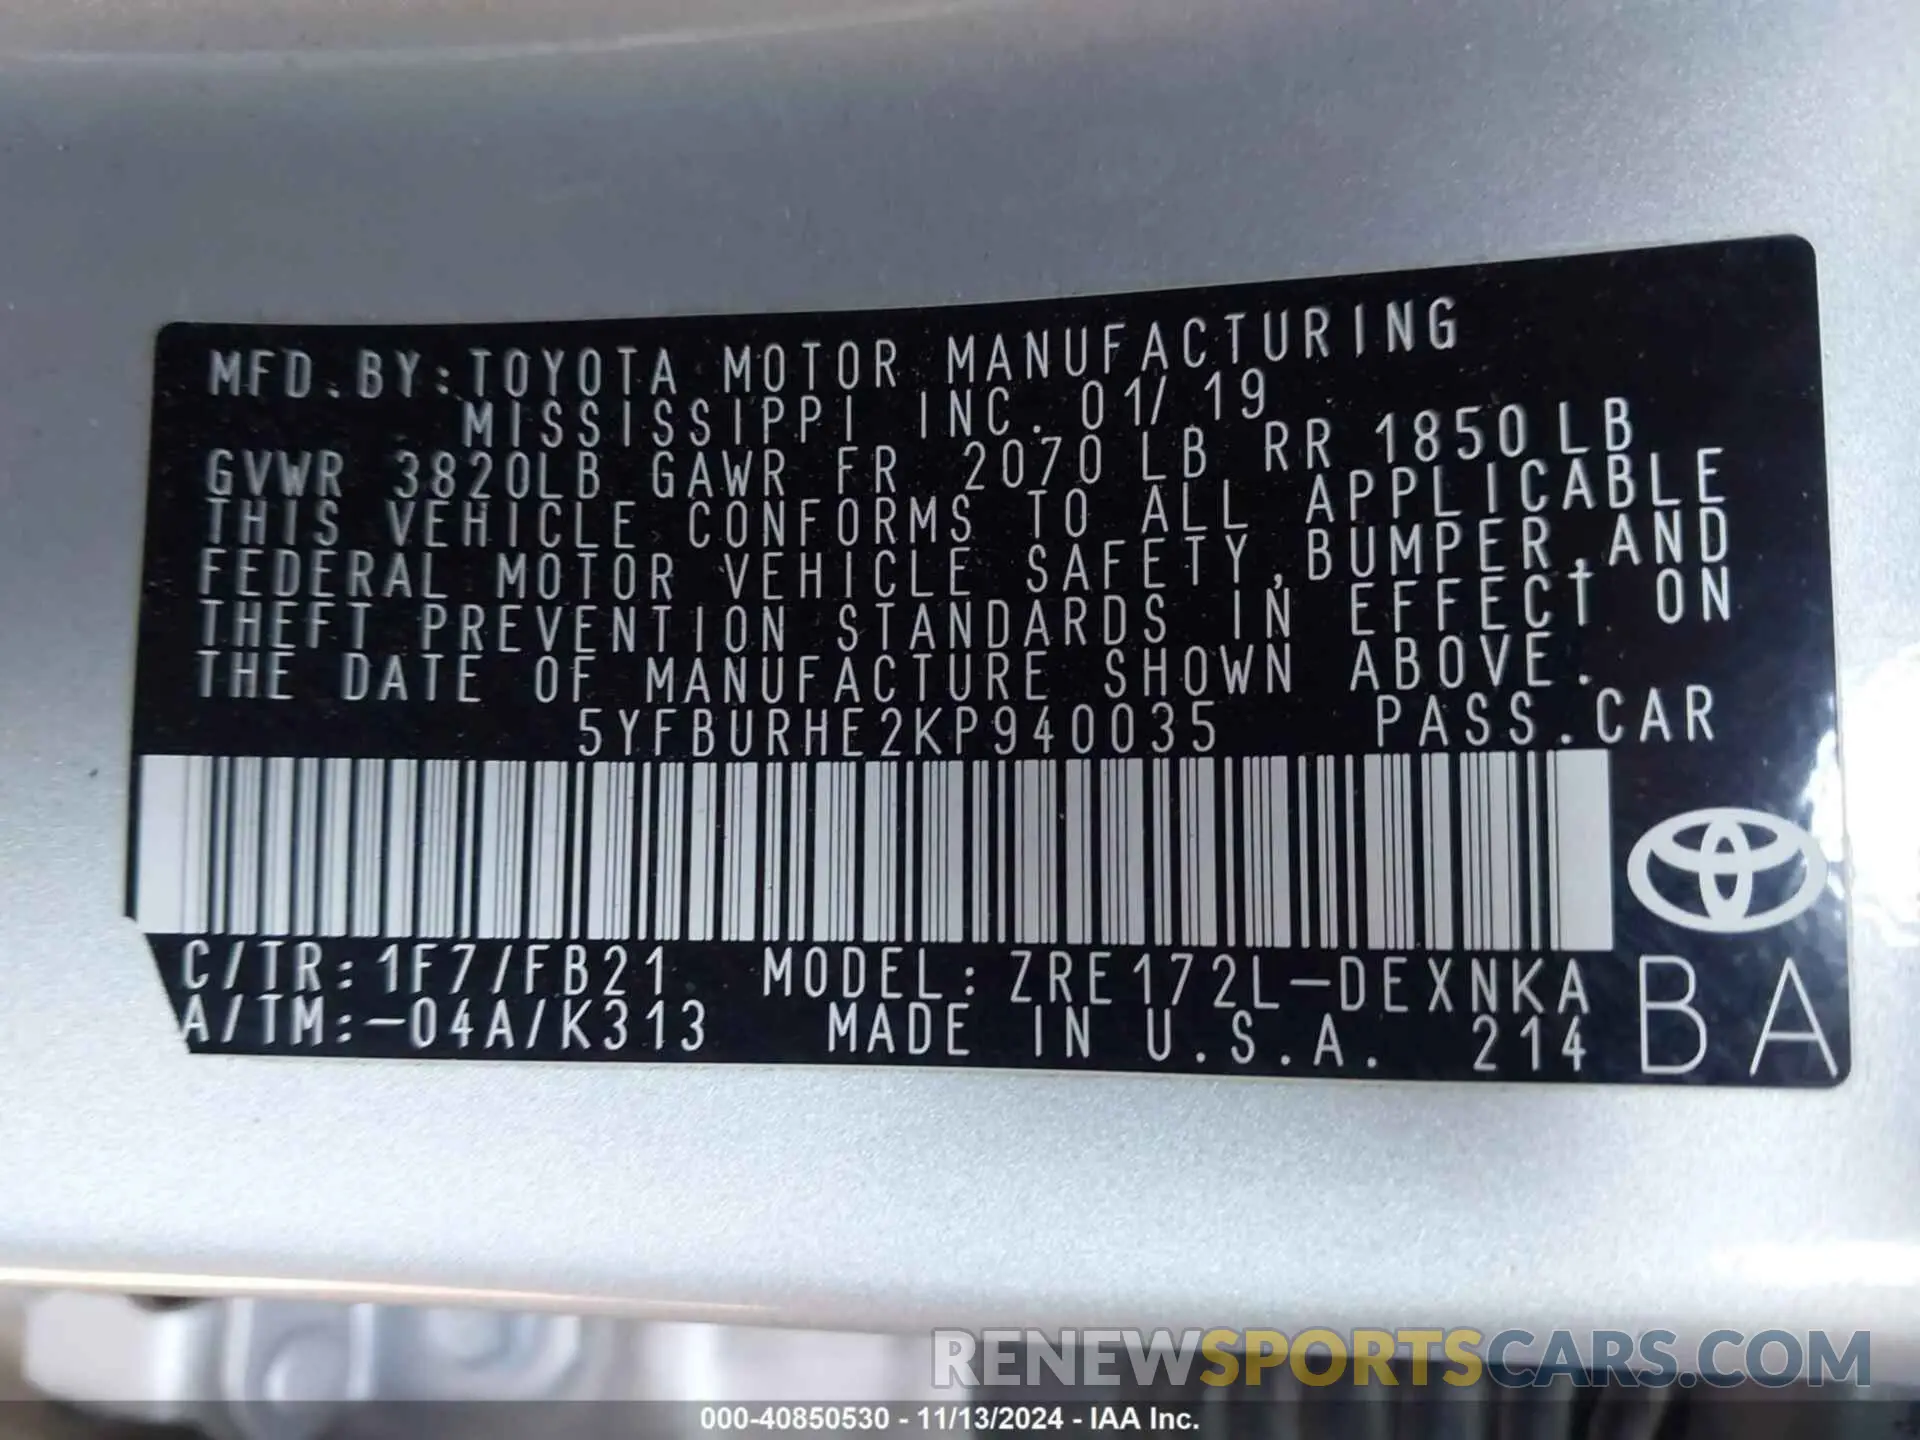 MFD.BY:TOYOTA MOTOR MANUFACTURING
MISSISSIPPI INC. 01/19
GVWR 3820LB GAWR FR 2070 LB RR 1850LB
THIS VEHICLE CONFORMS TO ALL APPLICABLE
FEDERAL MOTOR VEHICLE SAFETY,BUMPER,AND
THEFT PREVENTION STANDARDS IN EFFECT ON
THE DATE OF MANUFACTURE SHOWN ABOVE.
5YFBURHE2KP940035 PASS.CAR
C/TR:1F7/FB21 MODEL:ZRE172L-DEXNKA
A/TM:-04A/K313 MADE IN U.S.A. 214
BA
RENEWSPORTSCARS.COM
000-40850530 - 11/13/2024 - IAA Inc.